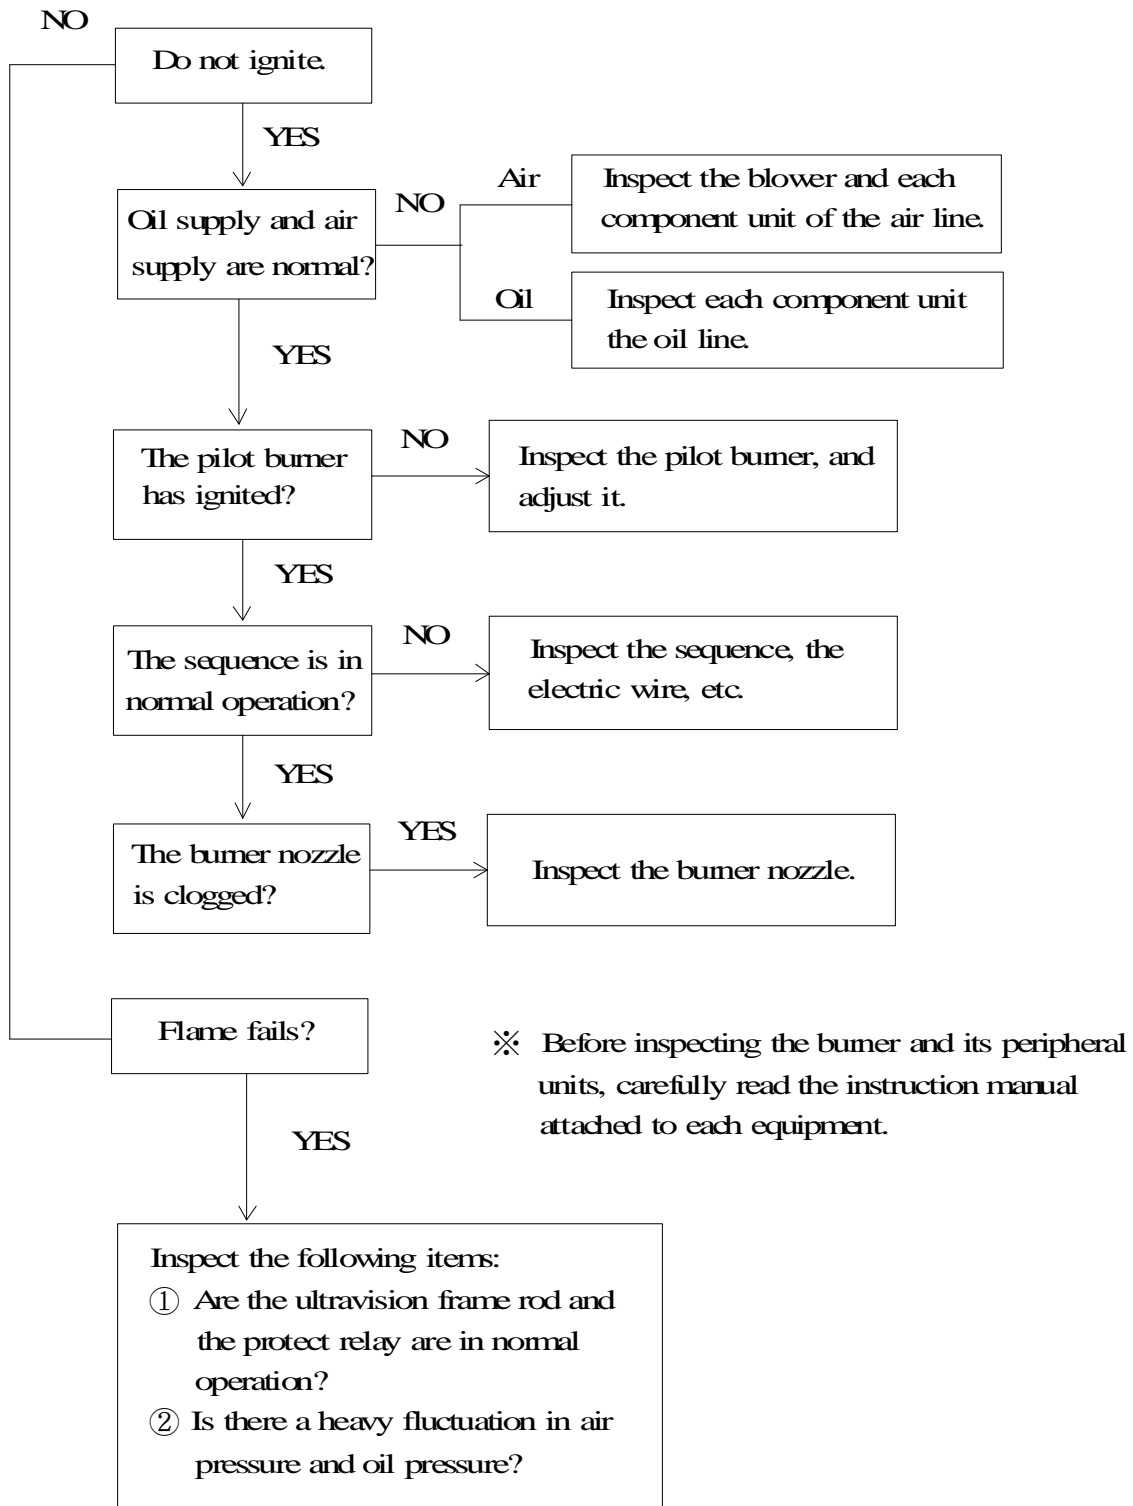 NO
Do not ignite.
YES
Oil supply and air
supply are normal?
NO
Air
Inspect the blower and each
component unit of the air line.
Oil
Inspect each component unit
the oil line.
YES
The pilot burner
has ignited?
NO
Inspect the pilot burner, and
adjust it.
YES
The sequence is in
normal operation?
NO
Inspect the sequence, the
electric wire, etc.
YES
The burner nozzle
is clogged?
YES
Inspect the burner nozzle.
Flame fails?
※ Before inspecting the burner and its peripheral
units, carefully read the instruction manual
attached to each equipment.
YES
Inspect the following items:
① Are the ultravision frame rod and
the protect relay are in normal
operation?
② Is there a heavy fluctuation in air
pressure and oil pressure?